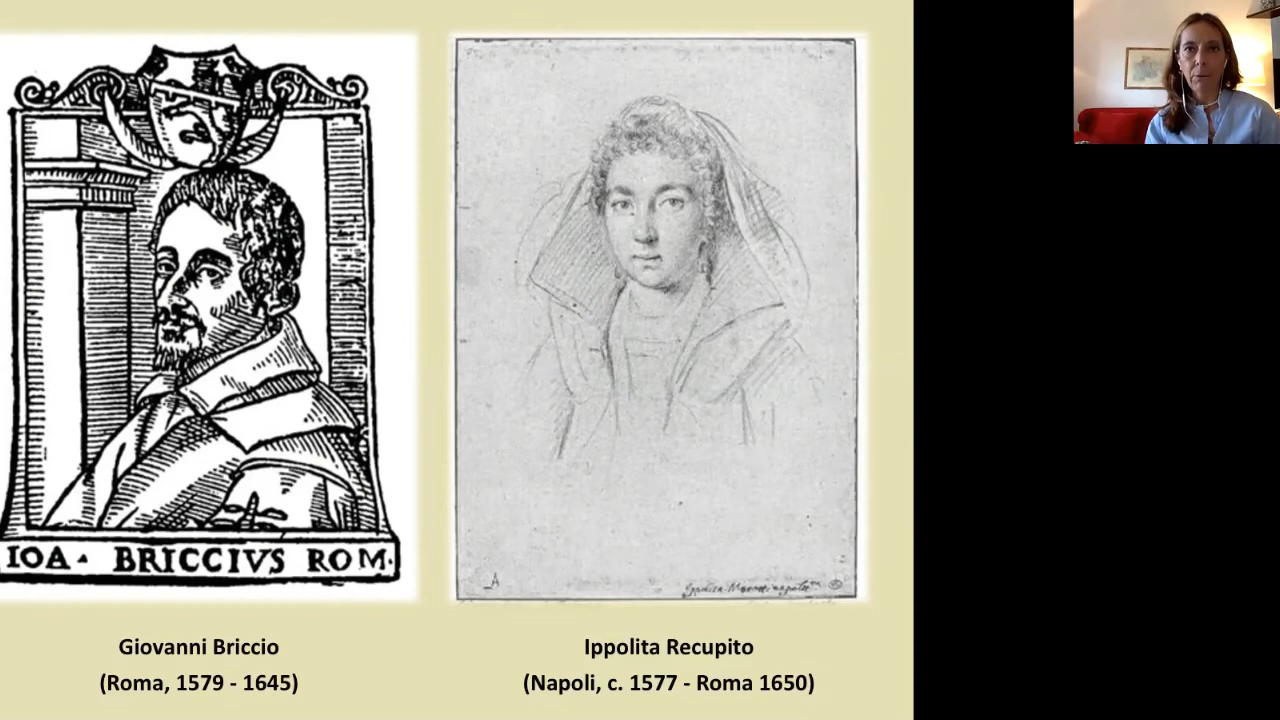 IOA · BRICCIVS ROM.
A
Giovanni Briccio
(Roma, 1579 - 1645)
Ippolita Recupito
(Napoli, c. 1577 - Roma 1650)